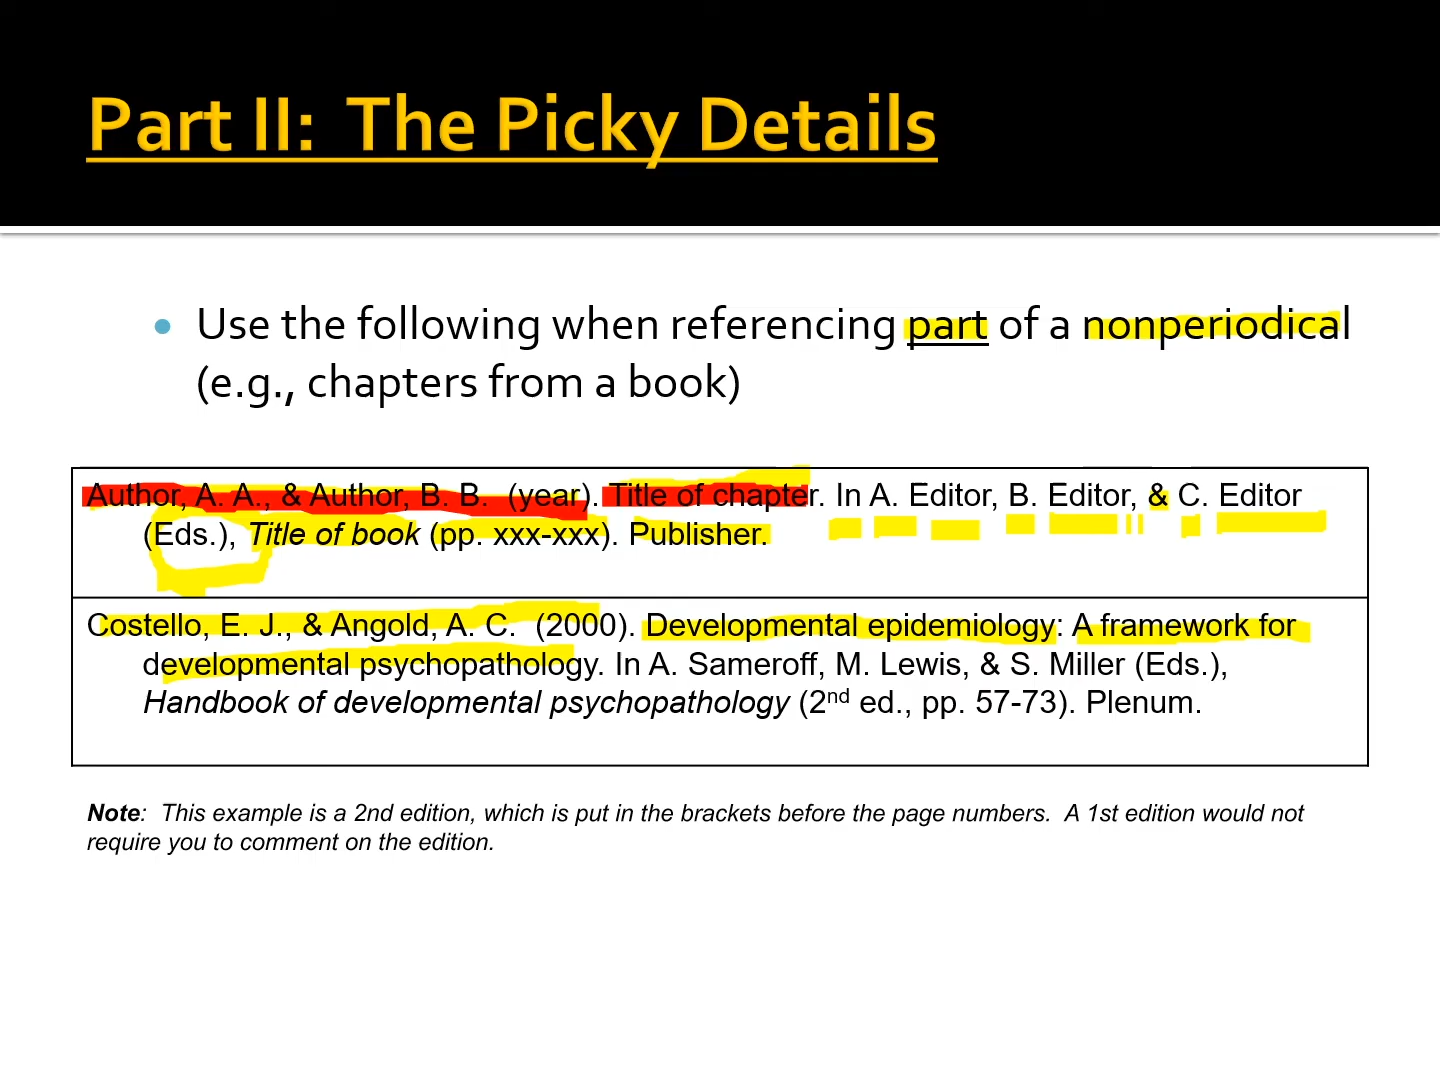 Part II:  The Picky Details
• Use the following when referencing part of a nonperiodical
(e.g., chapters from a book)
Author, A. A., & Author, B. B.  (year). Title of chapter. In A. Editor, B. Editor, & C. Editor
(Eds.), Title of book (pp. xxx-xxx). Publisher.
Costello, E. J., & Angold, A. C.  (2000). Developmental epidemiology: A framework for
developmental psychopathology. In A. Sameroff, M. Lewis, & S. Miller (Eds.),
Handbook of developmental psychopathology (2nd ed., pp. 57-73). Plenum.
Note:  This example is a 2nd edition, which is put in the brackets before the page numbers.  A 1st edition would not
require you to comment on the edition.